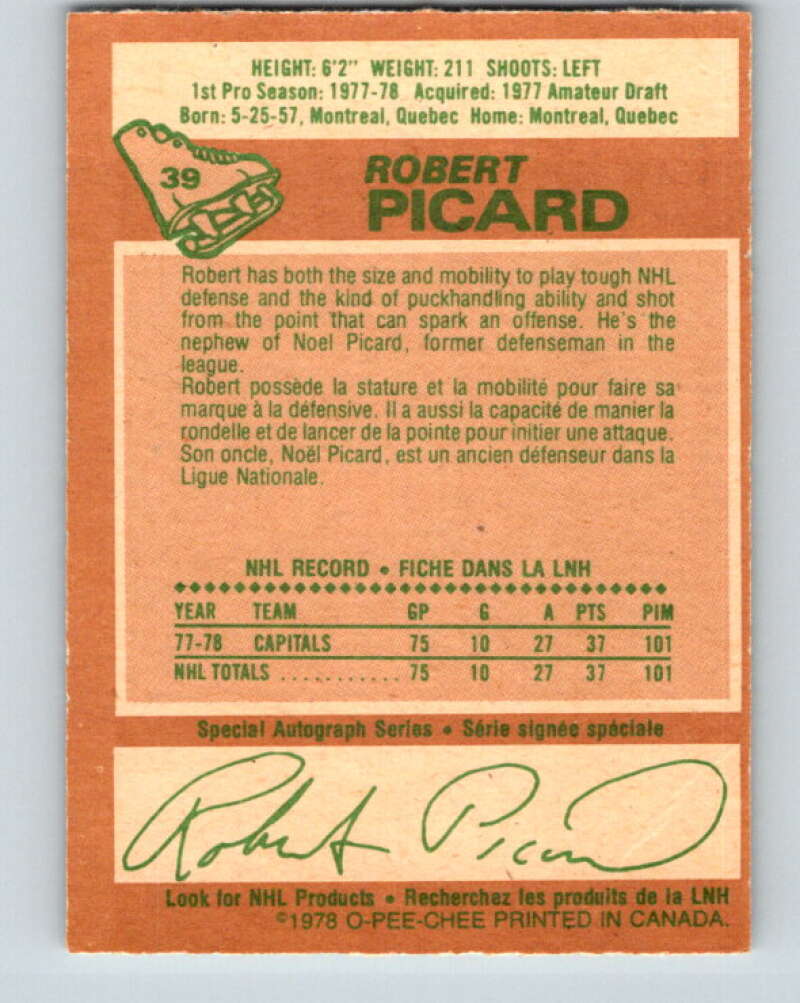 HEIGHT: 6'2" WEIGHT: 211 SHOOTS: LEFT
1st Pro Season: 1977-78 Acquired: 1977 Amateur Draft
Born: 5-25-57, Montreal, Quebec Home: Montreal, Quebec
39
ROBERT
PICARD
Robert has both the size and mobility to play tough NHL
defense and the kind of puckhandling ability and shot
from the point that can spark an offense. He's the
nephew of Noel Picard, former defenseman in the
league.
Robert possède la stature et la mobilité pour faire sa
marque à la défensive. Il a aussi la capacité de manier la
rondelle et de lancer de la pointe pour initier une attaque.
Son oncle, Noël Picard, est un ancien défenseur dans la
Ligue Nationale.
NHL RECORD • FICHE DANS LA LNH
YEAR TEAM GP G A PTS PIM
77-78 CAPITALS 75 10 27 37 101
NHL TOTALS ........... 75 10 27 37 101
Special Autograph Series • Série signée spéciale
Robert Picard
Look for NHL Products • Recherchez les produits de la LNH
©1978 O-PEE-CHEE PRINTED IN CANADA.